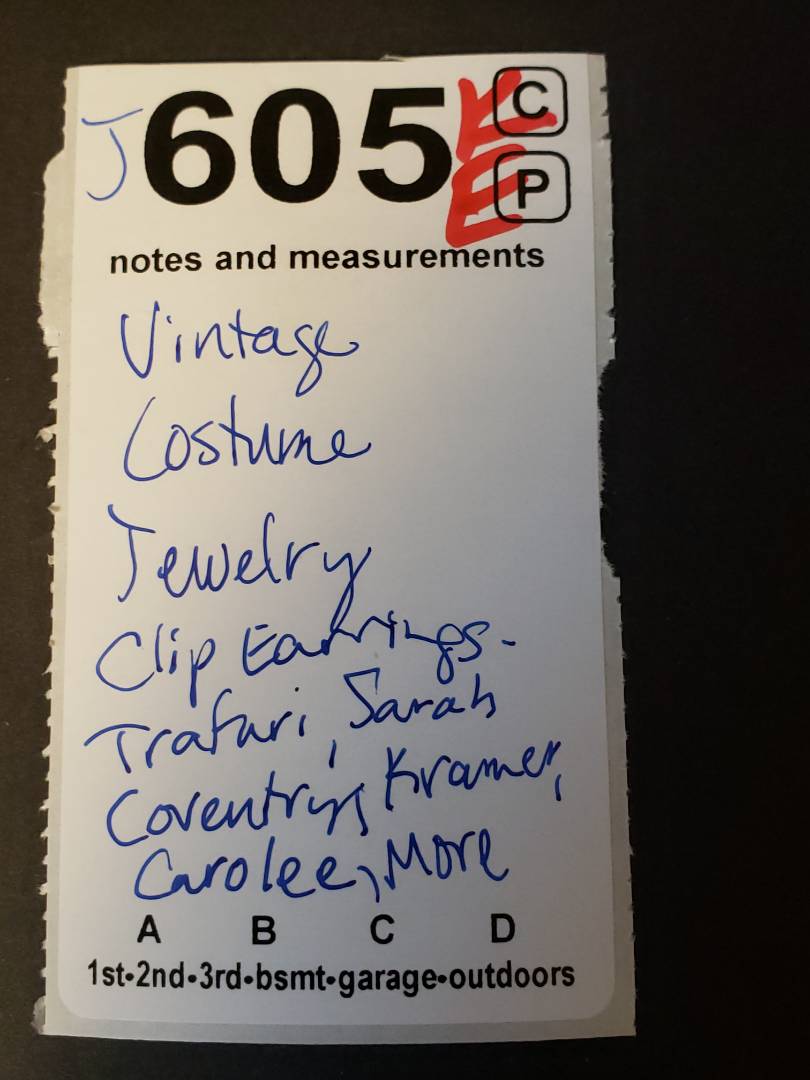 J605 C
P
notes and measurements
Vintage
Costume
Jewelry
Clip Earrings-
Trafari, Sarah
Coventry, Kramer,
Carolee, More
A B C D
1st•2nd•3rd•bsmt•garage•outdoors